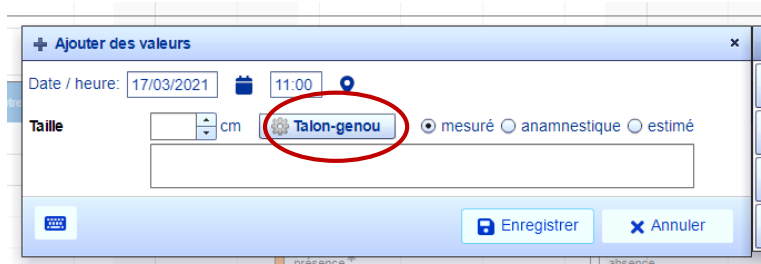 Ajouter des valeurs ×
Date / heure: 17/03/2021 11:00
Taille cm Talon-genou mesuré anamnestique estimé
Enregistrer Annuler
présence absence